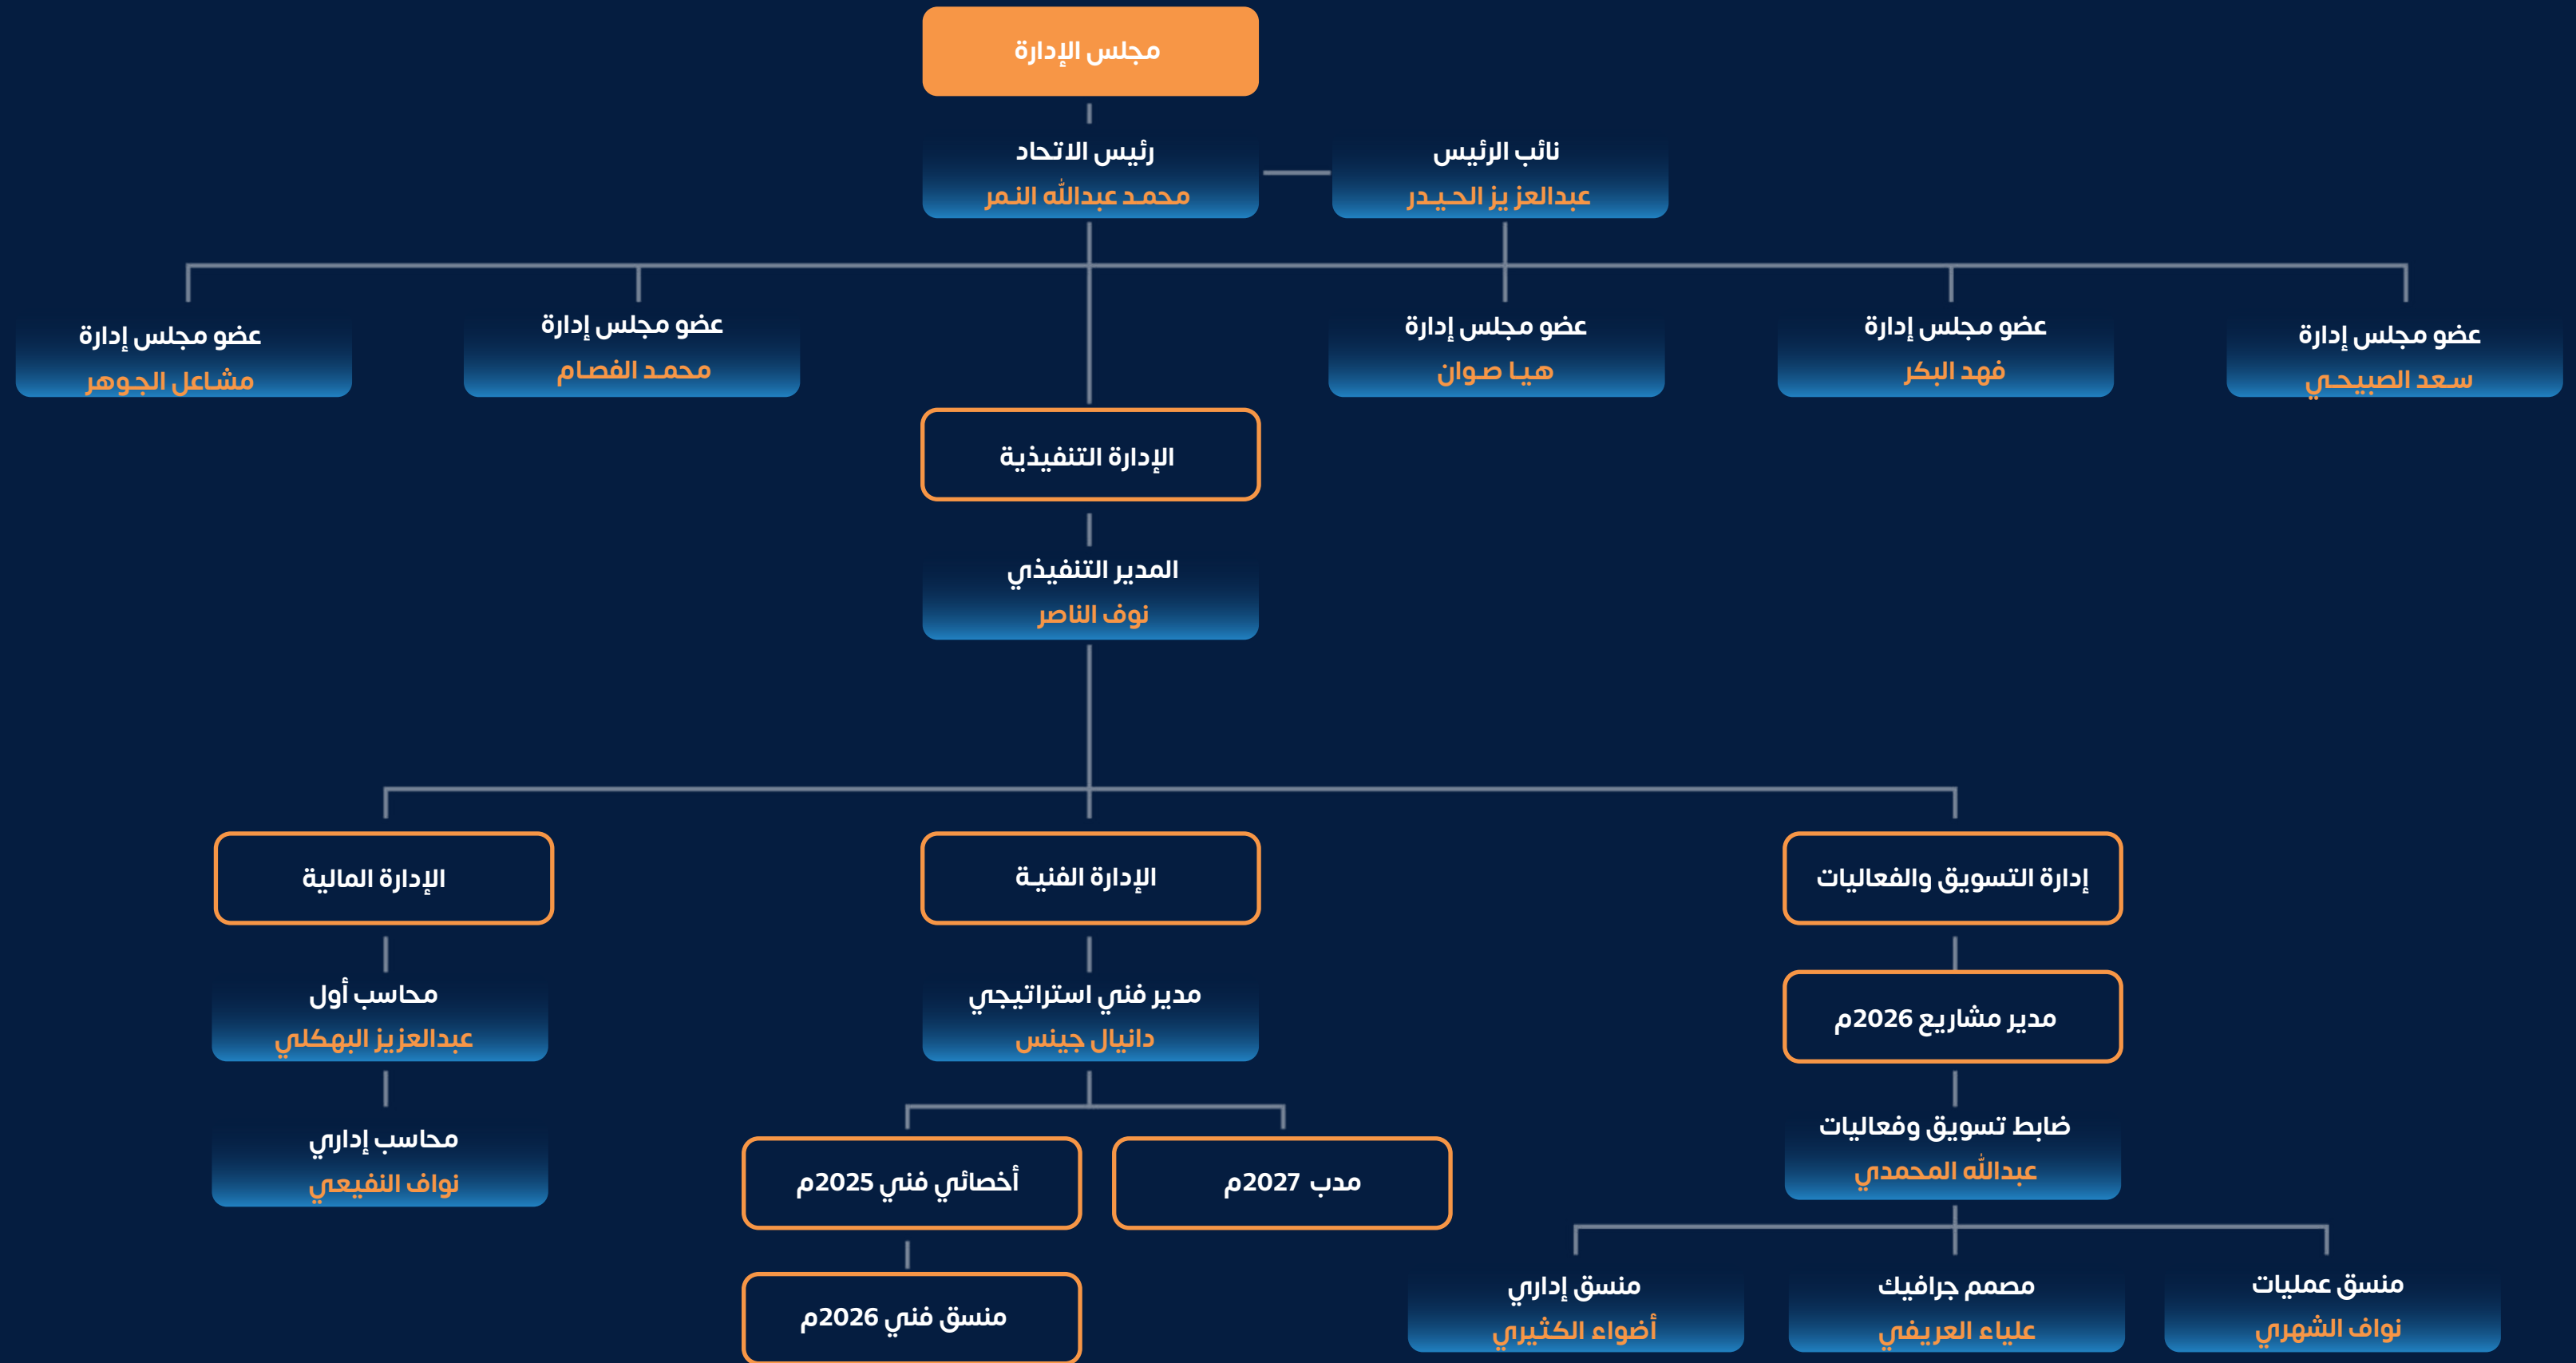 مجلس الإدارة
رئيس الاتحاد
محمد عبدالله النمر
نائب الرئيس
عبدالعزيز الحيدر
عضو مجلس إدارة
سعد الصبيحي
عضو مجلس إدارة
فهد البكر
عضو مجلس إدارة
هيا صوان
عضو مجلس إدارة
محمد الفصام
عضو مجلس إدارة
مشاعل الجوهر
الإدارة التنفيذية
المدير التنفيذي
نوف الناصر
إدارة التسويق والفعاليات
مدير مشاريع 2026م
ضابط تسويق وفعاليات
عبدالله المحمدي
منسق عمليات
نواف الشهري
مصمم جرافيك
علياء العريفي
منسق إداري
أضواء الكثيري
الإدارة الفنية
مدير فني استراتيجي
دانيال جينس
مدب 2027م
أخصائي فني 2025م
منسق فني 2026م
الإدارة المالية
محاسب أول
عبدالعزيز البهكلي
محاسب إداري
نواف النفيعي